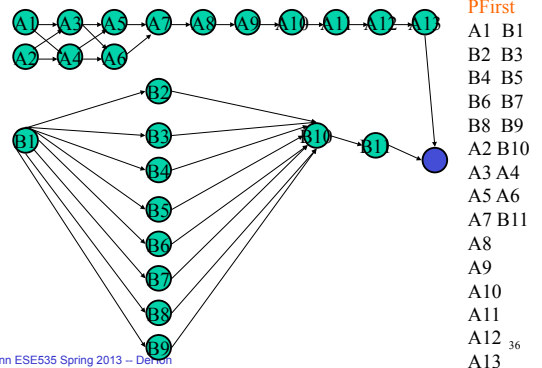 A1 A3 A5 A7 A8 A9 A10 A11 A12 A13
A2 A4 A6
B2
B1 B3 B10 B11
B4
B5
B6
B7
B8
B9
PFirst
A1 B1
B2 B3
B4 B5
B6 B7
B8 B9
A2 B10
A3 A4
A5 A6
A7 B11
A8
A9
A10
A11
A12
A13
nn ESE535 Spring 2013 -- DeHon
36